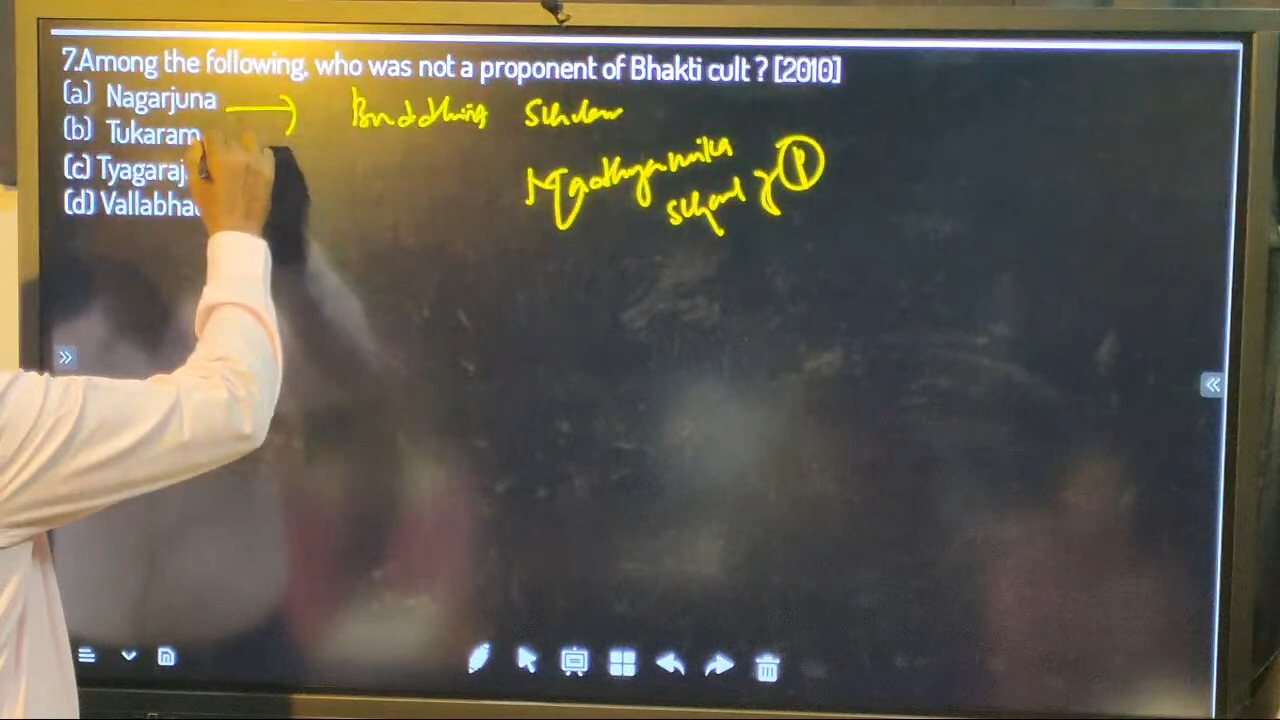 7.Among the following, who was not a proponent of Bhakti cult ? [2010]
(a) Nagarjuna → Buddhist Scholar
(b) Tukaram
(c) Tyagaraj
(d) Vallabha
Madhyamika
school of P